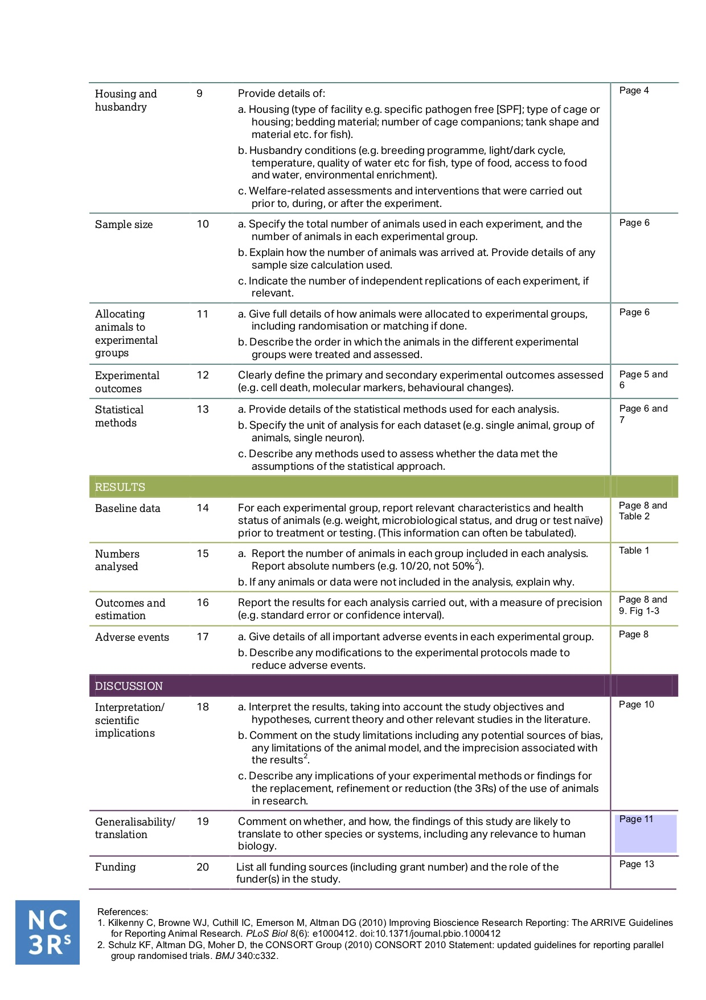 Housing and
husbandry
9
Provide details of:
a. Housing (type of facility e.g. specific pathogen free [SPF]; type of cage or
housing; bedding material; number of cage companions; tank shape and
material etc. for fish).
b. Husbandry conditions (e.g. breeding programme, light/dark cycle,
temperature, quality of water etc for fish, type of food, access to food
and water, environmental enrichment).
c. Welfare-related assessments and interventions that were carried out
prior to, during, or after the experiment.
Page 4
Sample size
10
a. Specify the total number of animals used in each experiment, and the
number of animals in each experimental group.
b. Explain how the number of animals was arrived at. Provide details of any
sample size calculation used.
c. Indicate the number of independent replications of each experiment, if
relevant.
Page 6
Allocating
animals to
experimental
groups
11
a. Give full details of how animals were allocated to experimental groups,
including randomisation or matching if done.
b. Describe the order in which the animals in the different experimental
groups were treated and assessed.
Page 6
Experimental
outcomes
12
Clearly define the primary and secondary experimental outcomes assessed
(e.g. cell death, molecular markers, behavioural changes).
Page 5 and
6
Statistical
methods
13
a. Provide details of the statistical methods used for each analysis.
b. Specify the unit of analysis for each dataset (e.g. single animal, group of
animals, single neuron).
c. Describe any methods used to assess whether the data met the
assumptions of the statistical approach.
Page 6 and
7
RESULTS
Baseline data
14
For each experimental group, report relevant characteristics and health
status of animals (e.g. weight, microbiological status, and drug or test naïve)
prior to treatment or testing. (This information can often be tabulated).
Page 8 and
Table 2
Numbers
analysed
15
a. Report the number of animals in each group included in each analysis.
Report absolute numbers (e.g. 10/20, not 50%2).
b. If any animals or data were not included in the analysis, explain why.
Table 1
Outcomes and
estimation
16
Report the results for each analysis carried out, with a measure of precision
(e.g. standard error or confidence interval).
Page 8 and
9. Fig 1-3
Adverse events
17
a. Give details of all important adverse events in each experimental group.
b. Describe any modifications to the experimental protocols made to
reduce adverse events.
Page 8
DISCUSSION
Interpretation/
scientific
implications
18
a. Interpret the results, taking into account the study objectives and
hypotheses, current theory and other relevant studies in the literature.
b. Comment on the study limitations including any potential sources of bias,
any limitations of the animal model, and the imprecision associated with
the results2.
c. Describe any implications of your experimental methods or findings for
the replacement, refinement or reduction (the 3Rs) of the use of animals
in research.
Page 10
Generalisability/
translation
19
Comment on whether, and how, the findings of this study are likely to
translate to other species or systems, including any relevance to human
biology.
Page 11
Funding
20
List all funding sources (including grant number) and the role of the
funder(s) in the study.
Page 13
NC
3Rs
References:
1. Kilkenny C, Browne WJ, Cuthill IC, Emerson M, Altman DG (2010) Improving Bioscience Research Reporting: The ARRIVE Guidelines
for Reporting Animal Research. PLoS Biol 8(6): e1000412. doi:10.1371/journal.pbio.1000412
2. Schulz KF, Altman DG, Moher D, the CONSORT Group (2010) CONSORT 2010 Statement: updated guidelines for reporting parallel
group randomised trials. BMJ 340:c332.